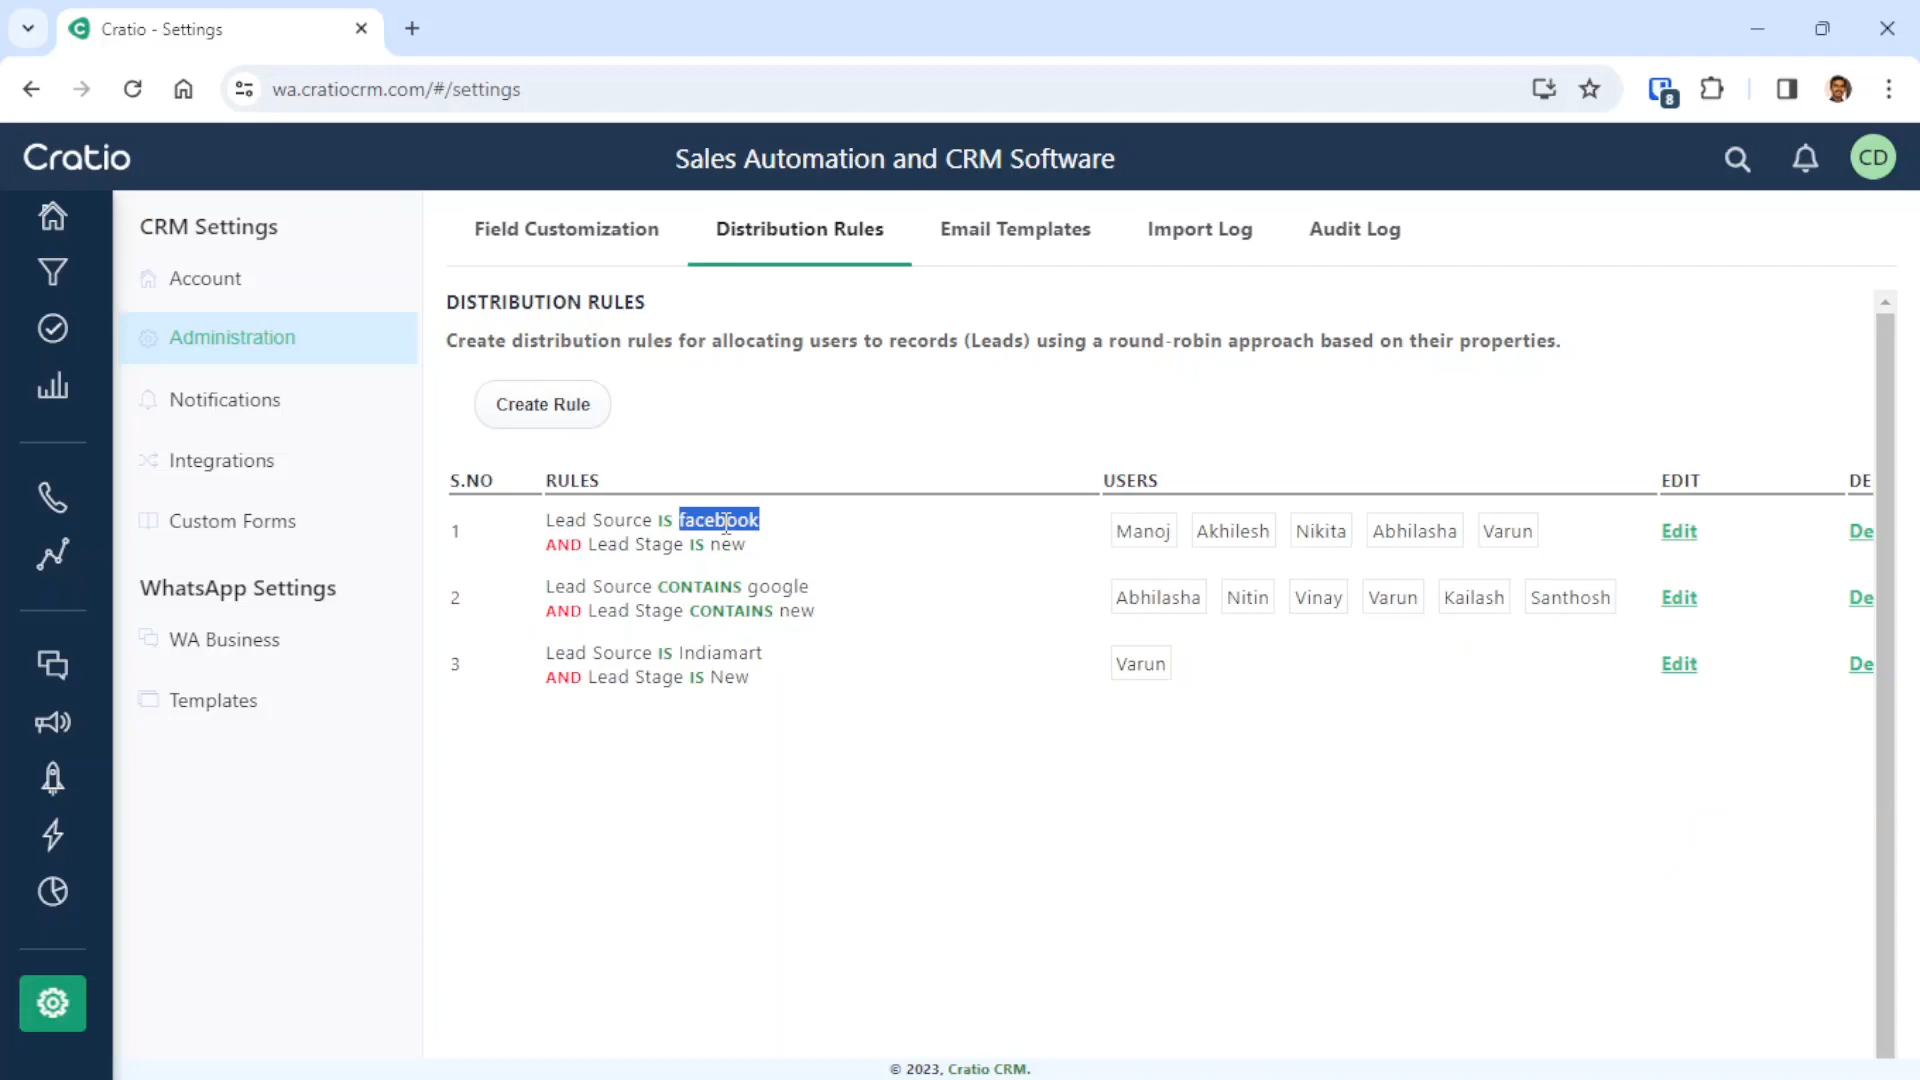 Cratio - Settings
wa.cratiocrm.com/#/settings
8
Cratio
Sales Automation and CRM Software
CD
CRM Settings
Account
Administration
Notifications
Integrations
Custom Forms
WhatsApp Settings
WA Business
Templates
Field Customization Distribution Rules Email Templates Import Log Audit Log
DISTRIBUTION RULES
Create distribution rules for allocating users to records (Leads) using a round-robin approach based on their properties.
Create Rule
S.NO RULES USERS EDIT DE
1 Lead Source IS facebook
AND Lead Stage IS new
Manoj Akhilesh Nikita Abhilasha Varun Edit De
2 Lead Source CONTAINS google
AND Lead Stage CONTAINS new
Abhilasha Nitin Vinay Varun Kailash Santhosh Edit De
3 Lead Source IS Indiamart
AND Lead Stage IS New
Varun Edit De
© 2023, Cratio CRM.